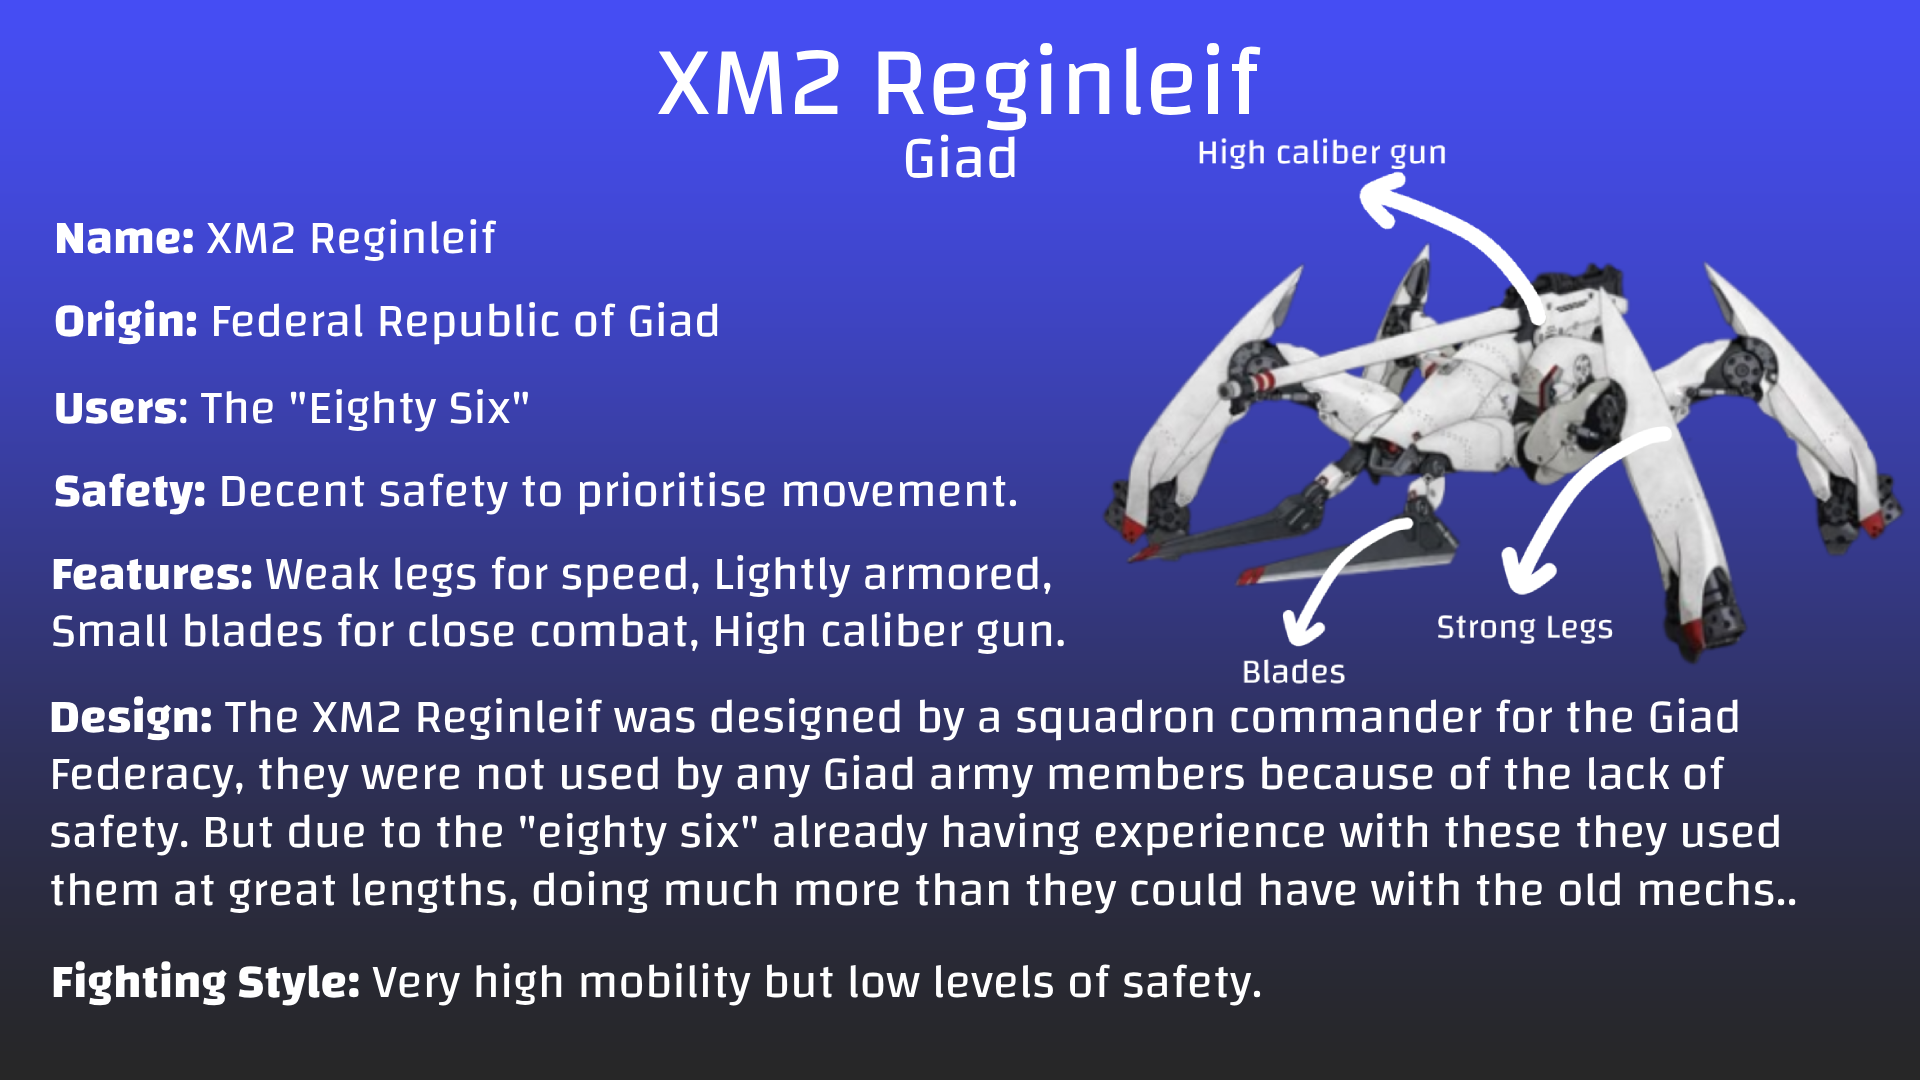 XM2 Reginleif
Giad
High caliber gun
Name: XM2 Reginleif
Origin: Federal Republic of Giad
Users: The "Eighty Six"
Safety: Decent safety to prioritise movement.
Features: Weak legs for speed, Lightly armored,
Small blades for close combat, High caliber gun.
Strong Legs
Blades
Design: The XM2 Reginleif was designed by a squadron commander for the Giad
Federacy, they were not used by any Giad army members because of the lack of
safety. But due to the "eighty six" already having experience with these they used
them at great lengths, doing much more than they could have with the old mechs..
Fighting Style: Very high mobility but low levels of safety.